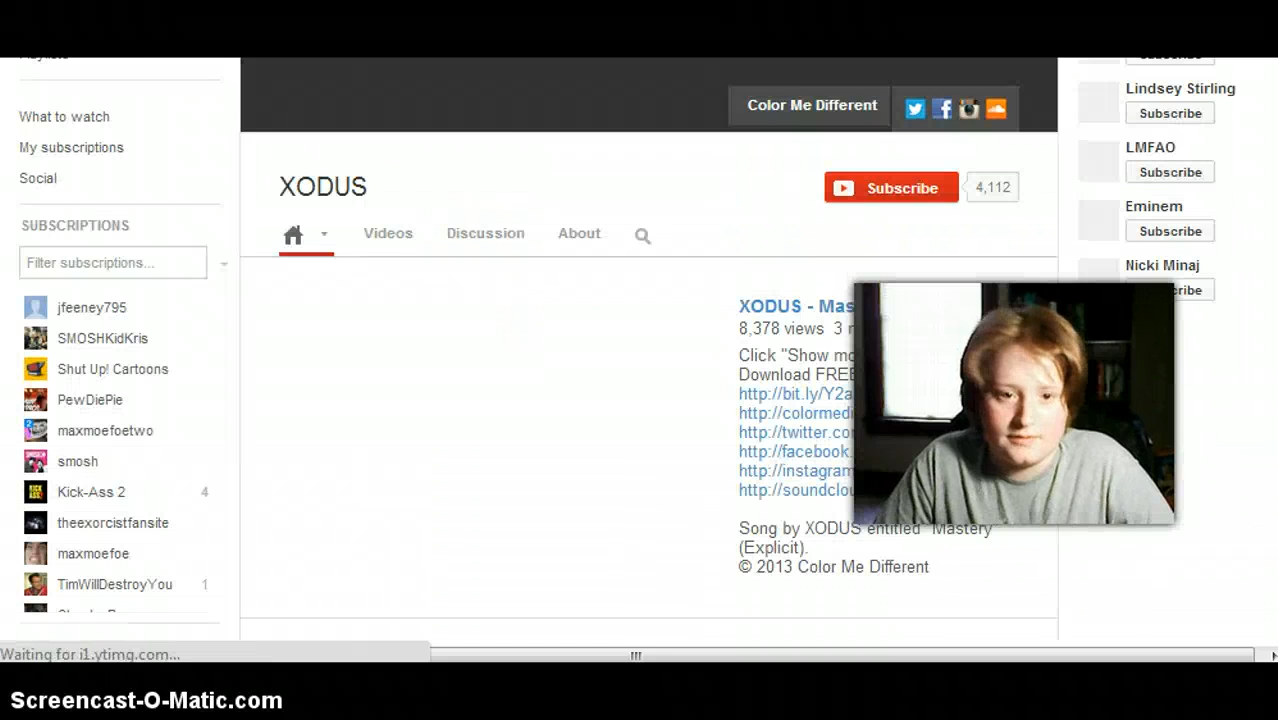 What to watch
My subscriptions
Social
SUBSCRIPTIONS
Filter subscriptions...
jfeeney795
SMOSHKidKris
Shut Up! Cartoons
PewDiePie
maxmoefoetwo
smosh
Kick-Ass 2 4
theexorcistfansite
maxmoefoe
TimWillDestroyYou 1
Color Me Different
XODUS
Subscribe 4,112
Videos Discussion About
XODUS - Mas
8,378 views 3
Click "Show
Download FREE
http://bit.ly/Y2a
http://colormedi
http://twitter.co
http://facebook.
http://instagram
http://soundclou
Song by XODUS entitled "Mastery
(Explicit).
© 2013 Color Me Different
Lindsey Stirling
Subscribe
LMFAO
Subscribe
Eminem
Subscribe
Nicki Minaj
Waiting for i1.ytimg.com...
Screencast-O-Matic.com